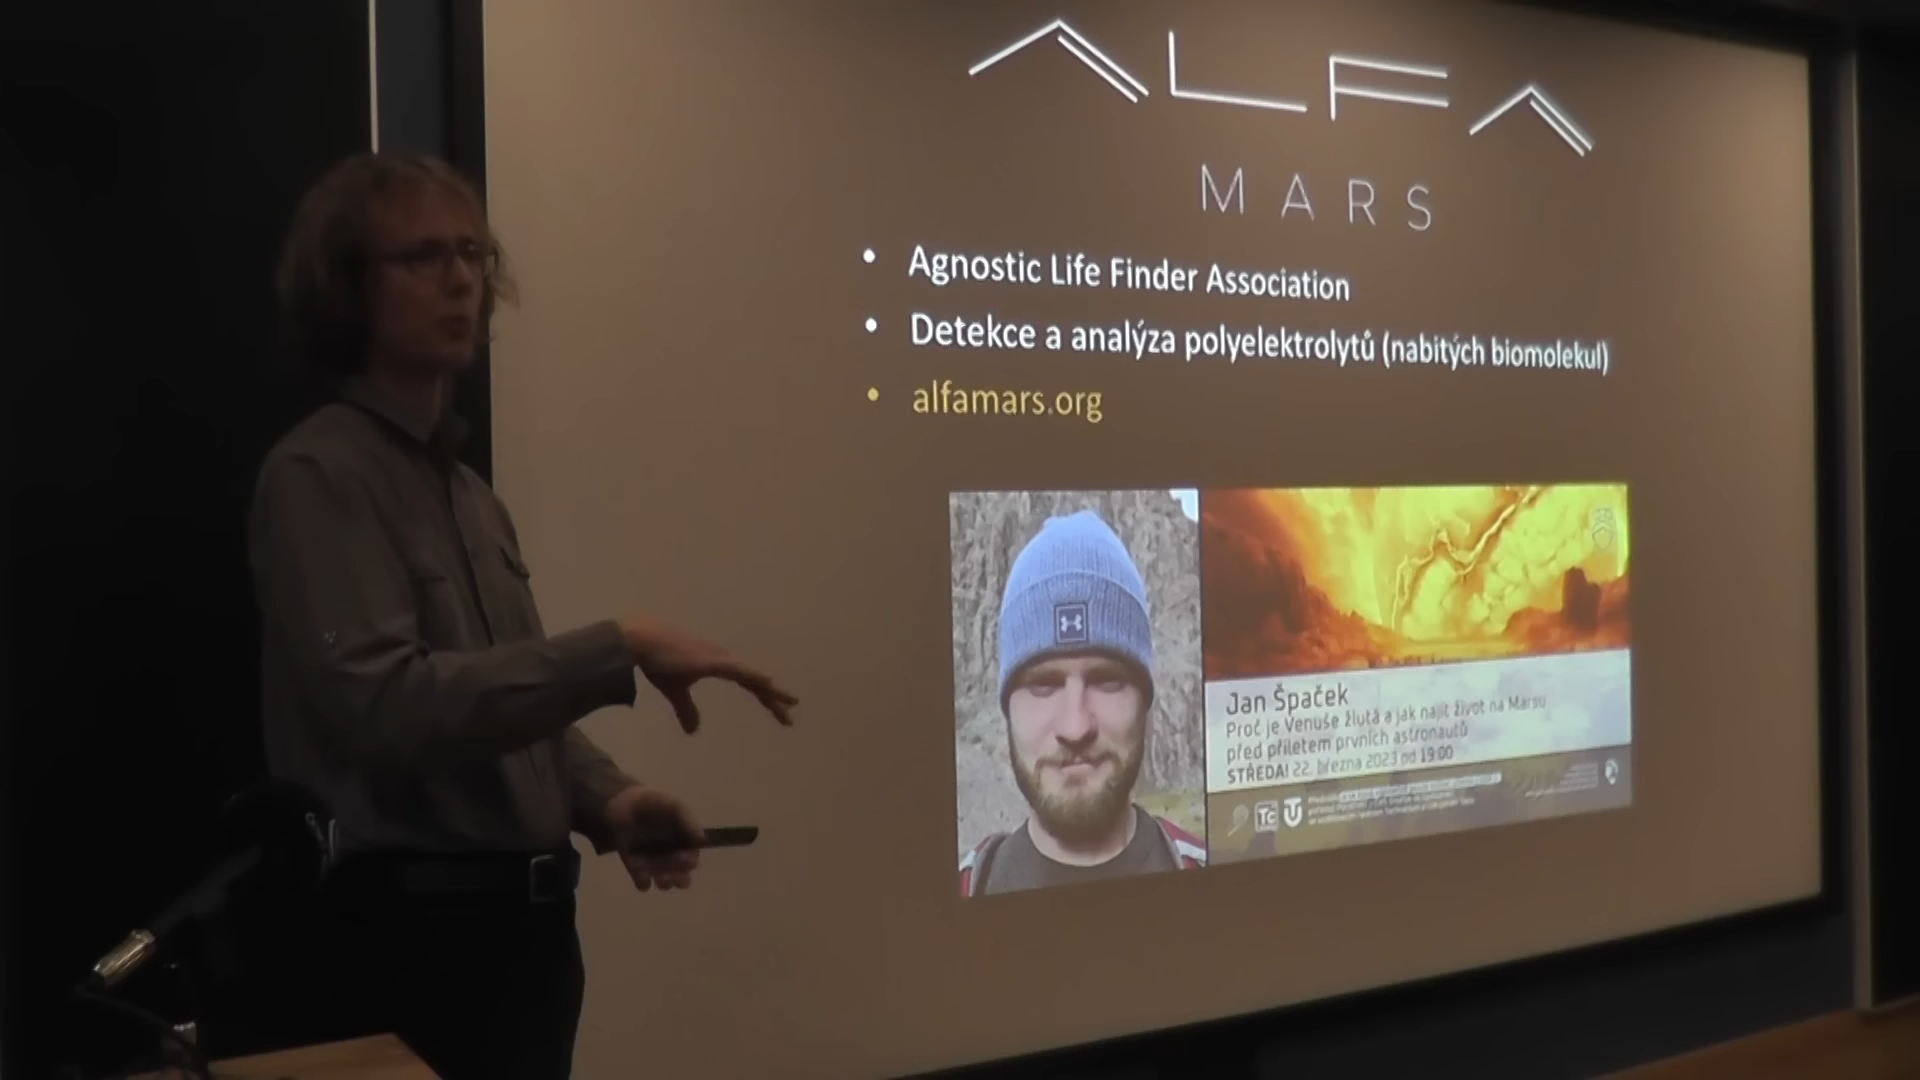 ALFA
MARS
• Agnostic Life Finder Association
• Detekce a analýza polyelektrolytů (nabitých biomolekul)
• alfamars.org
Jan Špaček
Proč je Venuše žlutá a jak najít život na Marsu
před příletem prvních astronautů
STŘEDA! 22. března 2023 od 19:00
Tc